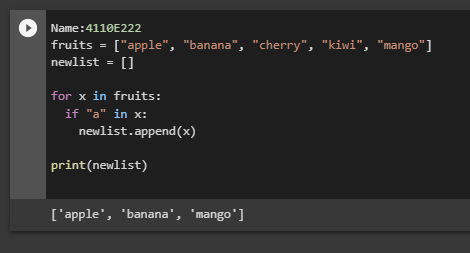 Name:4110E222
fruits = ["apple", "banana", "cherry", "kiwi", "mango"]
newlist = []
for x in fruits:
  if "a" in x:
    newlist.append(x)
print(newlist)
['apple', 'banana', 'mango']